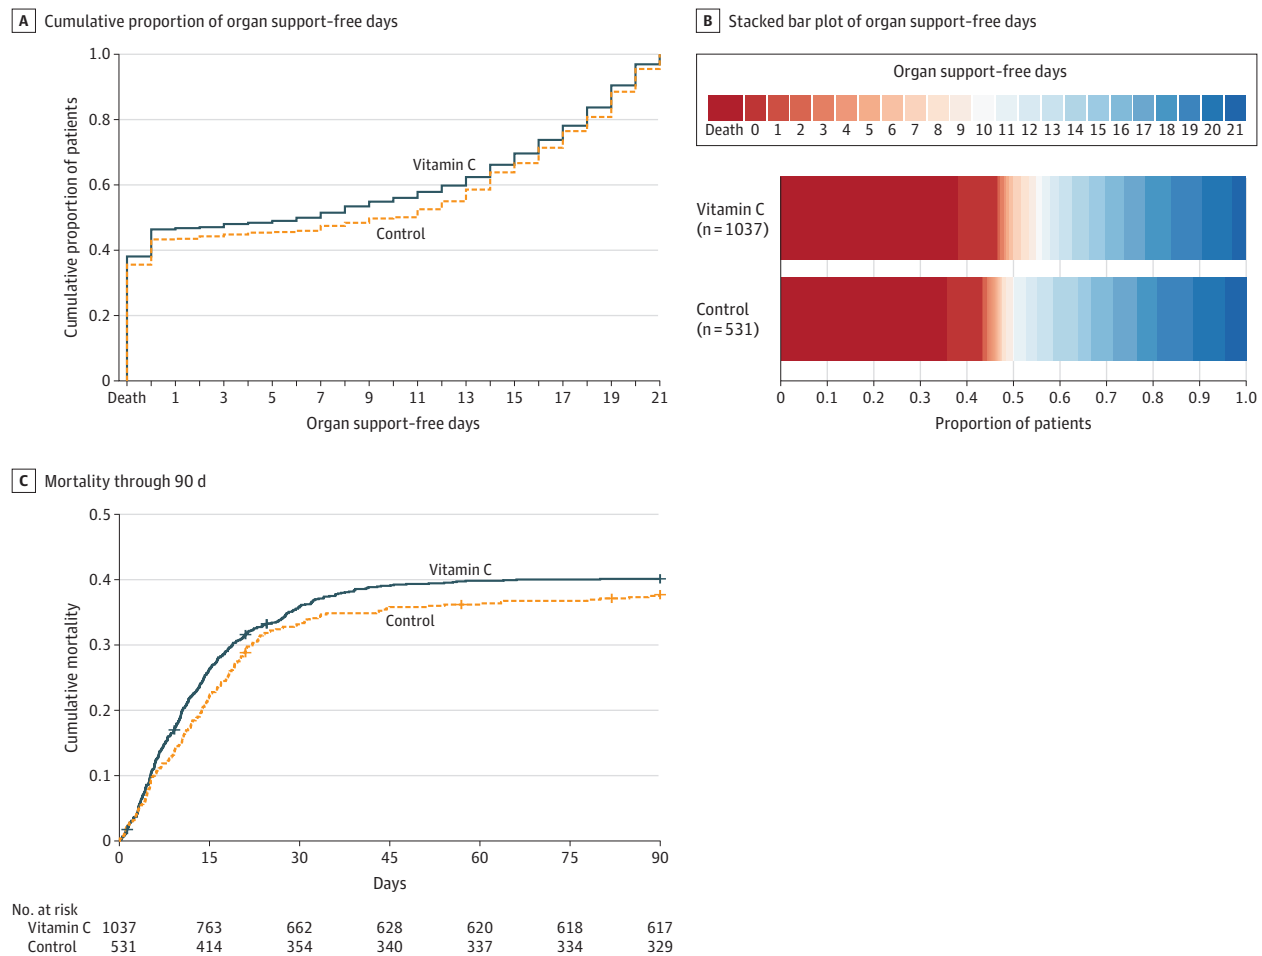 A Cumulative proportion of organ support-free days
1.0
0.8
0.6
0.4
0.2
0
Cumulative proportion of patients
Vitamin C
Control
Death 1 3 5 7 9 11 13 15 17 19 21
Organ support-free days
B Stacked bar plot of organ support-free days
Organ support-free days
Death 0 1 2 3 4 5 6 7 8 9 10 11 12 13 14 15 16 17 18 19 20 21
Vitamin C
(n=1037)
Control
(n=531)
0 0.1 0.2 0.3 0.4 0.5 0.6 0.7 0.8 0.9 1.0
Proportion of patients
C Mortality through 90 d
0.5
0.4
0.3
0.2
0.1
0
Cumulative mortality
Vitamin C
Control
0 15 30 45 60 75 90
Days
No. at risk
Vitamin C 1037 763 662 628 620 618 617
Control 531 414 354 340 337 334 329